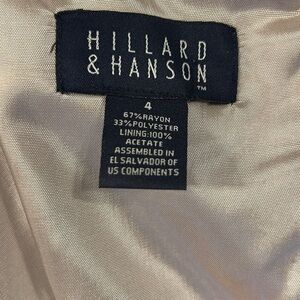 HILLARD
& HANSON
TM
4
67%RAYON
33%POLYESTER
LINING:100%
ACETATE
ASSEMBLED IN
EL SALVADOR OF
US COMPONENTS